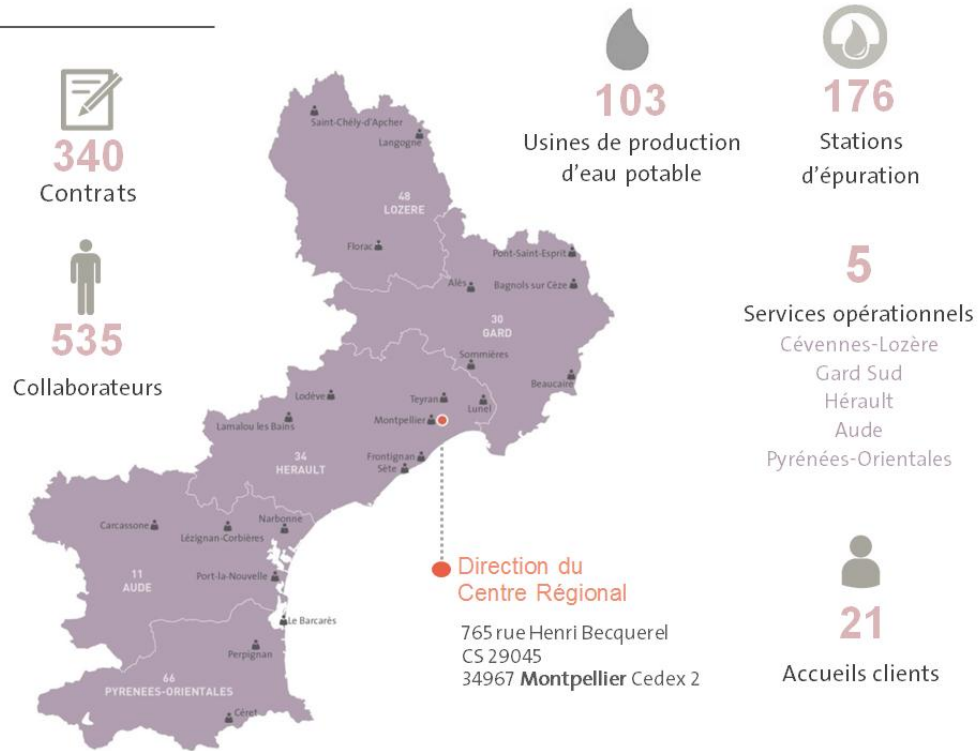 340
Contrats
535
Collaborateurs
103
Usines de production
d'eau potable
176
Stations
d'épuration
5
Services opérationnels
Cévennes-Lozère
Gard Sud
Hérault
Aude
Pyrénées-Orientales
21
Accueils clients
Saint-Chély-d'Apcher
Langogne
48
LOZERE
Florac
Pont-Saint-Esprit
Alès
Bagnols sur Cèze
30
GARD
Sommières
Beaucaire
Lodève
Teyran
Lunel
Lamalou les Bains
Montpellier
34
HERAULT
Frontignan
Sète
Carcassone
Narbonne
Lézignan-Corbières
11
AUDE
Port-la-Nouvelle
Le Barcarès
Perpignan
66
PYRENEES-ORIENTALES
Céret
Direction du
Centre Régional
765 rue Henri Becquerel
CS 29045
34967 Montpellier Cedex 2